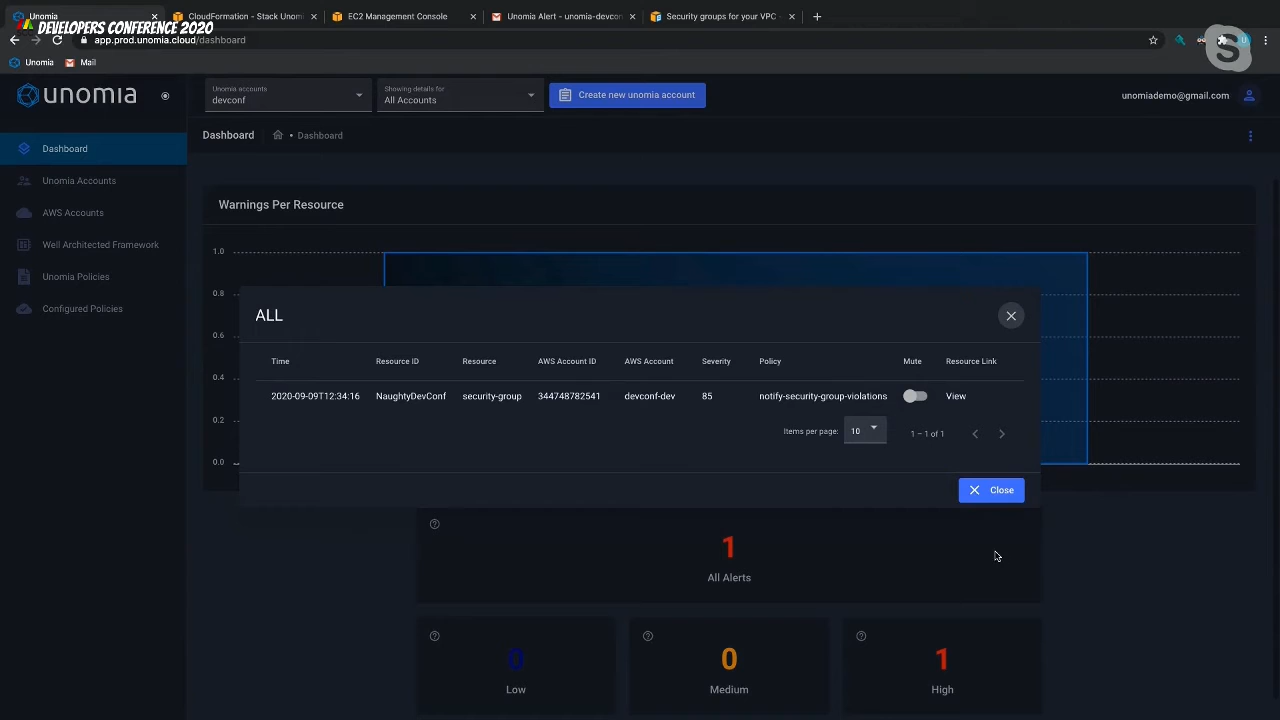 Unomia
CloudFormation - Stack Unomi
EC2 Management Console
Unomia Alert - unomia-devcon
Security groups for your VPC -
DEVELOPERS CONFERENCE 2020
app.prod.unomia.cloud/dashboard
Unomia
Mail
unomia
Unomia accounts
devconf
Showing details for
All Accounts
Create new unomia account
unomiademo@gmail.com
Dashboard
Dashboard
Dashboard
Unomia Accounts
AWS Accounts
Well Architected Framework
Unomia Policies
Configured Policies
Warnings Per Resource
1.0
0.8
0.6
0.4
0.2
0.0
ALL
Time Resource ID Resource AWS Account ID AWS Account Severity Policy Mute Resource Link
2020-09-09T12:34:16 NaughtyDevConf security-group 344748782541 devconf-dev 85 notify-security-group-violations View
Items per page: 10 1 – 1 of 1
Close
1
All Alerts
0
Low
0
Medium
1
High